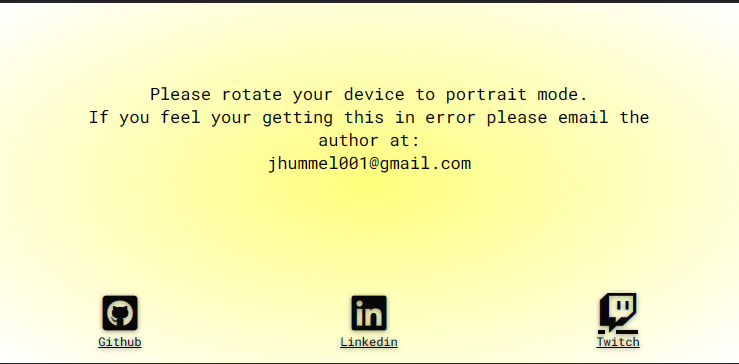 Please rotate your device to portrait mode.
If you feel your getting this in error please email the
author at:
jhummel001@gmail.com
Github
Linkedin
Twitch